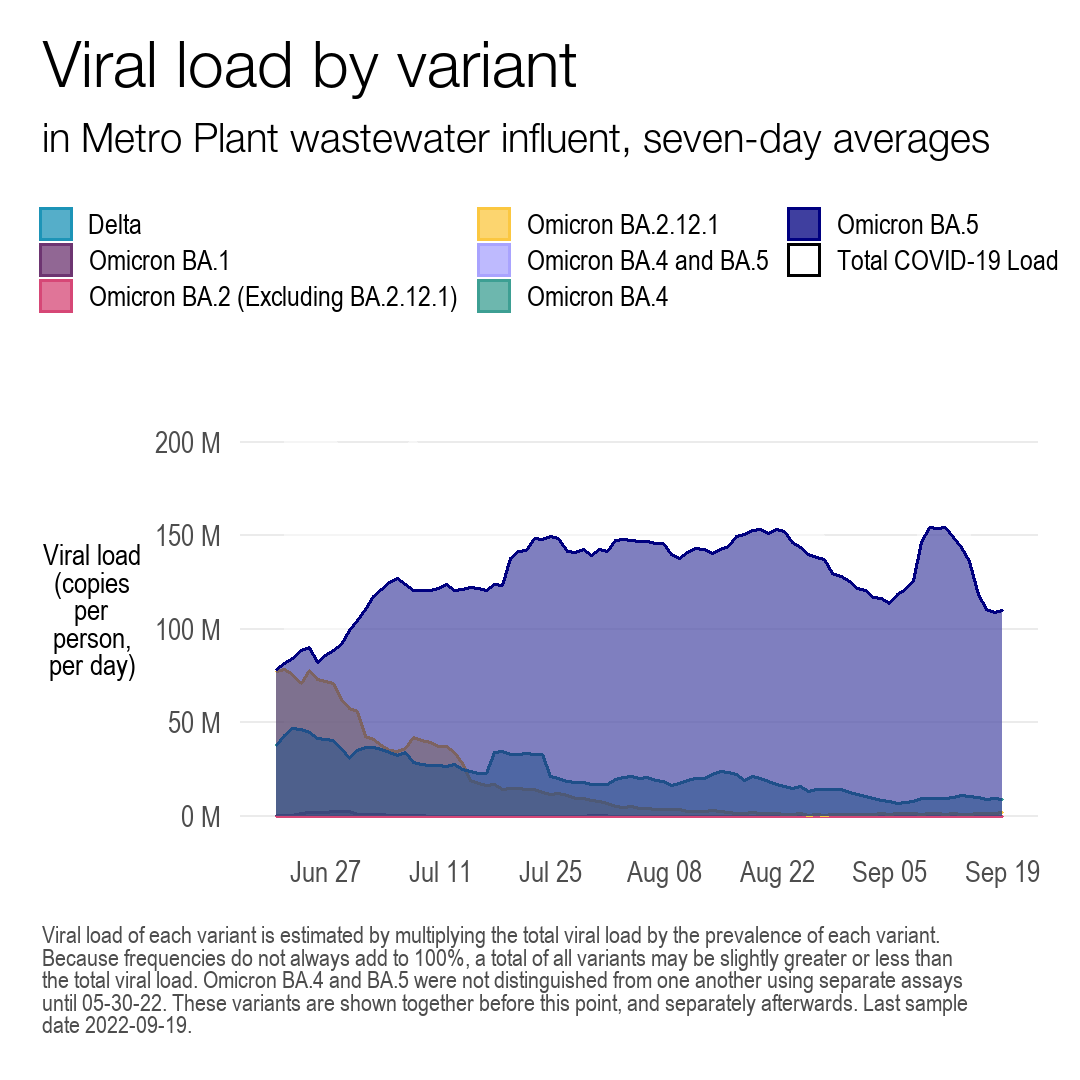 Viral load by variant
in Metro Plant wastewater influent, seven-day averages
Delta
Omicron BA.1
Omicron BA.2 (Excluding BA.2.12.1)
Omicron BA.2.12.1
Omicron BA.4 and BA.5
Omicron BA.4
Omicron BA.5
Total COVID-19 Load
Viral load
(copies
per
person,
per day)
200 M
150 M
100 M
50 M
0 M
Jun 27
Jul 11
Jul 25
Aug 08
Aug 22
Sep 05
Sep 19
Viral load of each variant is estimated by multiplying the total viral load by the prevalence of each variant.
Because frequencies do not always add to 100%, a total of all variants may be slightly greater or less than
the total viral load. Omicron BA.4 and BA.5 were not distinguished from one another using separate assays
until 05-30-22. These variants are shown together before this point, and separately afterwards. Last sample
date 2022-09-19.